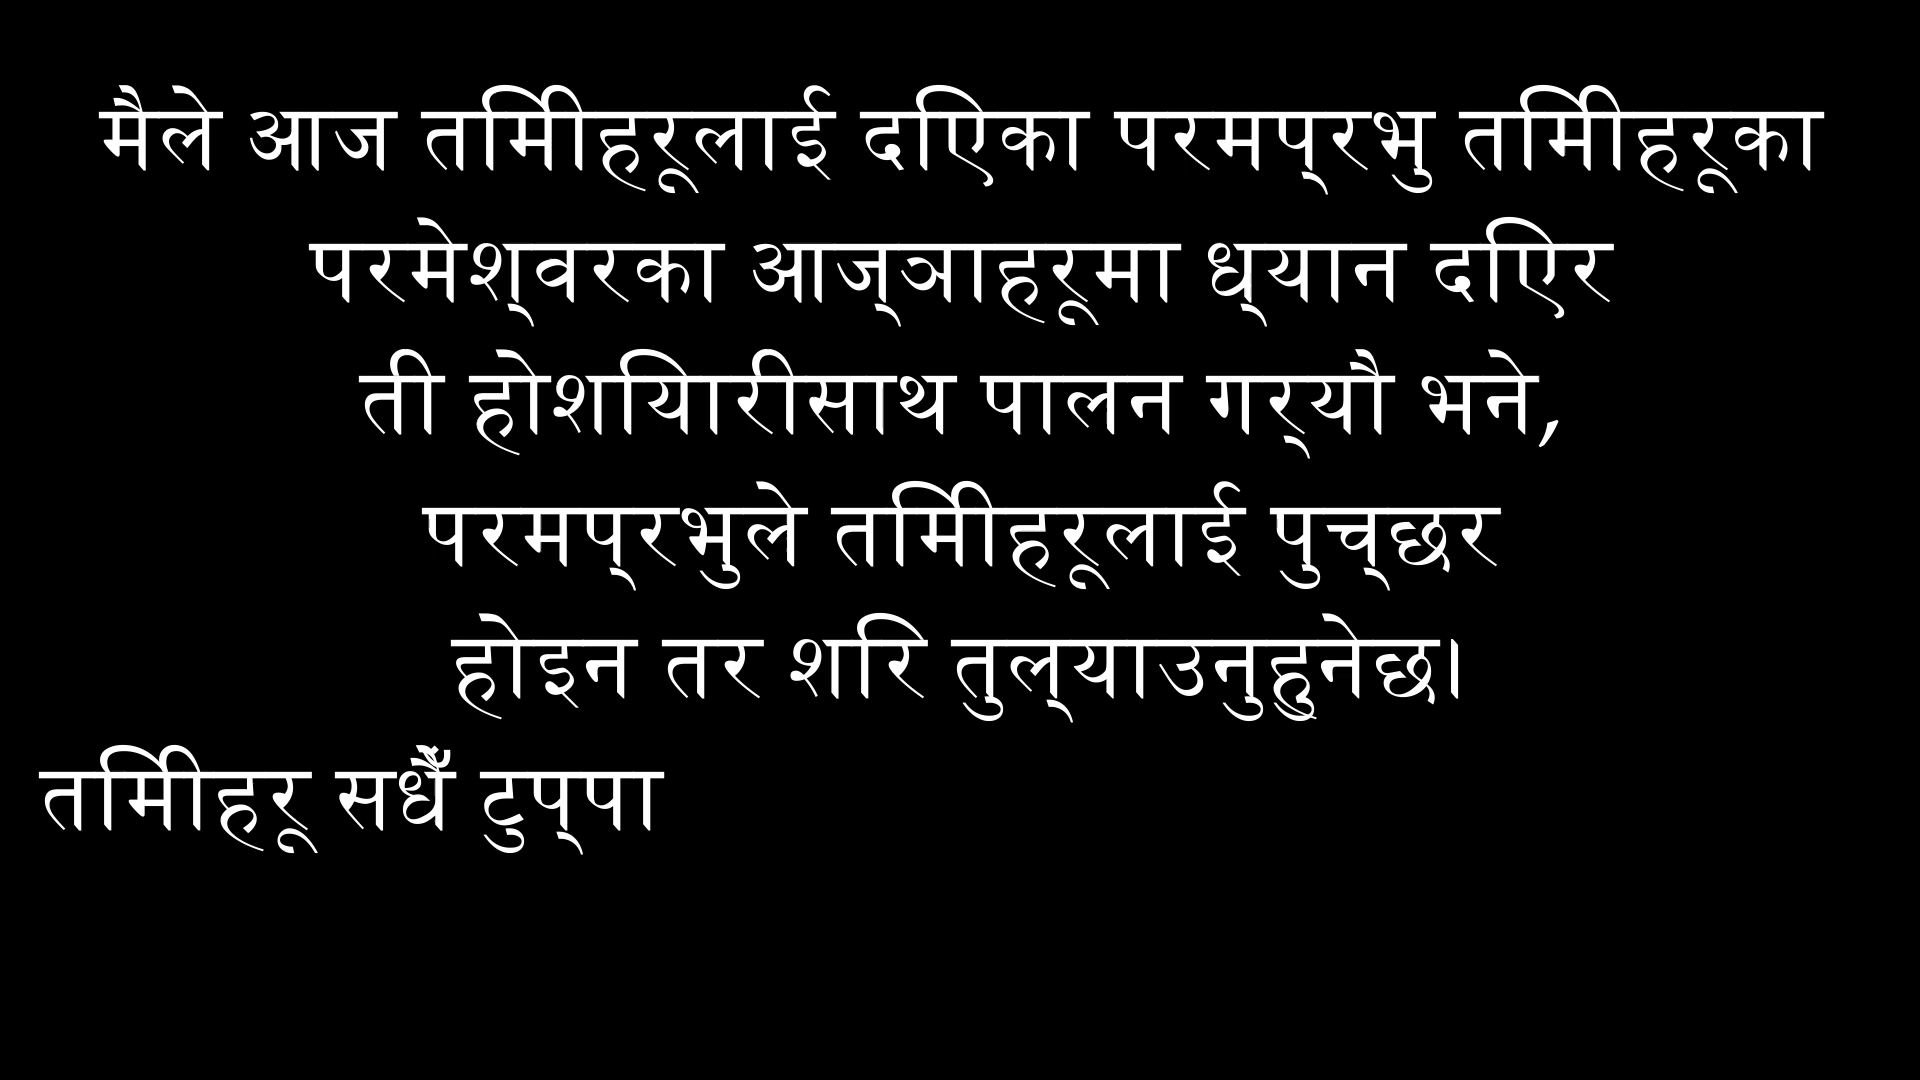 मैले आज तिमीहरूलाई दिएका परमप्रभु तिमीहरूका
परमेश्वरका आज्ञाहरूमा ध्यान दिएर
ती होशियारीसाथ पालन गर्‍यौ भने,
परमप्रभुले तिमीहरूलाई पुच्छर
होइन तर शिर तुल्याउनुहुनेछ।
तिमीहरू सधैँ टुप्पा